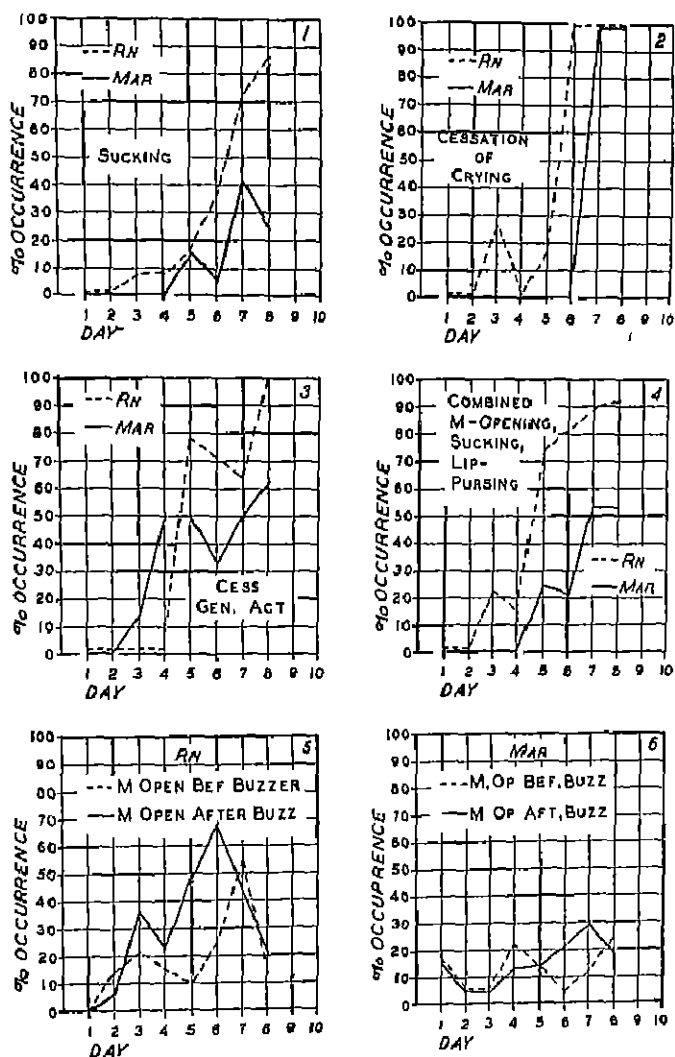 1
100
90
80
70
60
50
40
30
20
10
0
% OCCURRENCE
--- RN
— MAR
SUCKING
1 2 3 4 5 6 7 8 9 10
DAY
2
100
90
80
70
60
50
40
30
20
10
0
% OCCURRENCE
--- RN
— MAR
CESSATION
OF
CRYING
1 2 3 4 5 6 7 8 9 10
DAY
3
100
90
80
70
60
50
40
30
20
10
0
% OCCURRENCE
--- RN
— MAR
CESS
GEN, ACT
1 2 3 4 5 6 7 8 9 10
DAY
4
100
90
80
70
60
50
40
30
20
10
0
% OCCURRENCE
COMBINED
M-OPENING,
SUCKING,
LIP-
PURSING
--- RN
— MAR
1 2 3 4 5 6 7 8 9 10
DAY
5
100
90
80
70
60
50
40
30
20
10
0
% OCCURRENCE
RN
--- M OPEN BEF BUZZER
— M OPEN AFTER BUZZ
1 2 3 4 5 6 7 8 9 10
DAY
6
100
90
80
70
60
50
40
30
20
10
0
% OCCUPRENCE
MAR
--- M, OP BEF, BUZZ
— M OP AFT, BUZZ
1 2 3 4 5 6 7 8 9 10
DAY